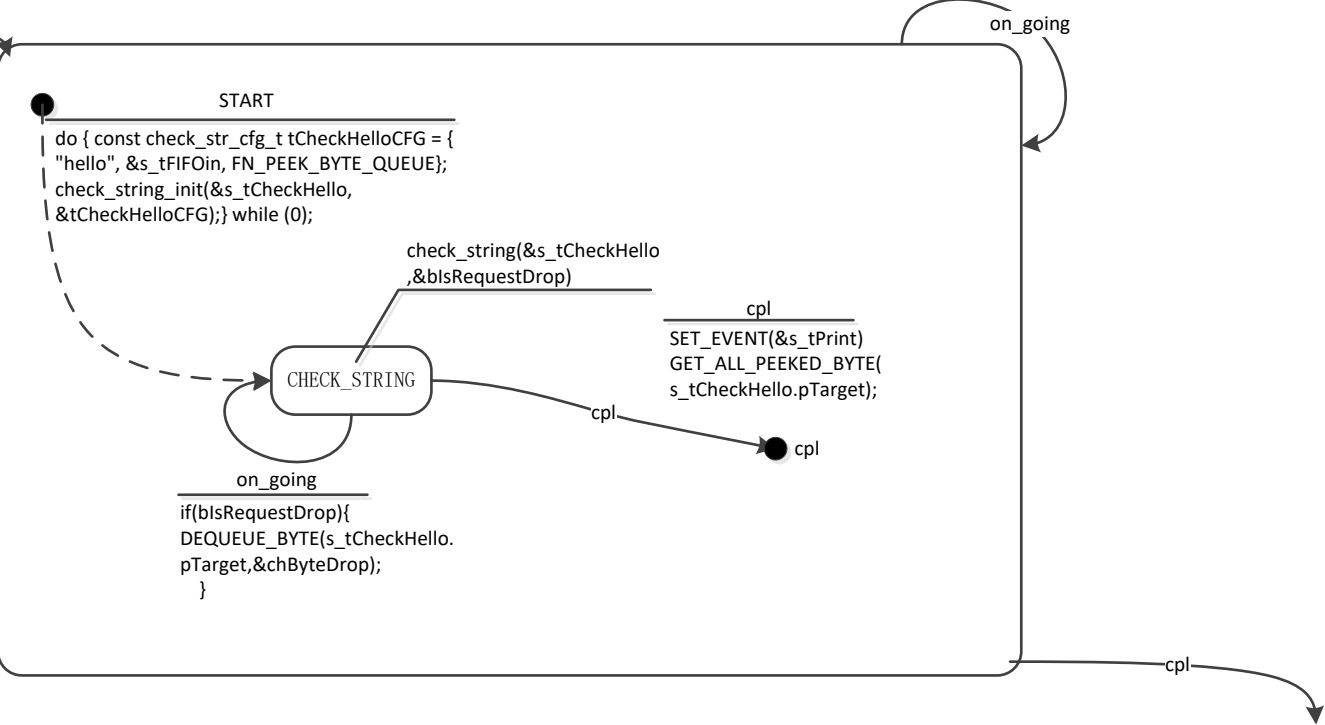 on_going
START
do { const check_str_cfg_t tCheckHelloCFG = {
"hello", &s_tFIFOin, FN_PEEK_BYTE_QUEUE};
check_string_init(&s_tCheckHello,
&tCheckHelloCFG);} while (0);
check_string(&s_tCheckHello
,&bIsRequestDrop)
cpl
SET_EVENT(&s_tPrint)
GET_ALL_PEEKED_BYTE(
s_tCheckHello.pTarget);
CHECK_STRING
cpl
cpl
on_going
if(bIsRequestDrop){
DEQUEUE_BYTE(s_tCheckHello.
pTarget,&chByteDrop);
}
cpl